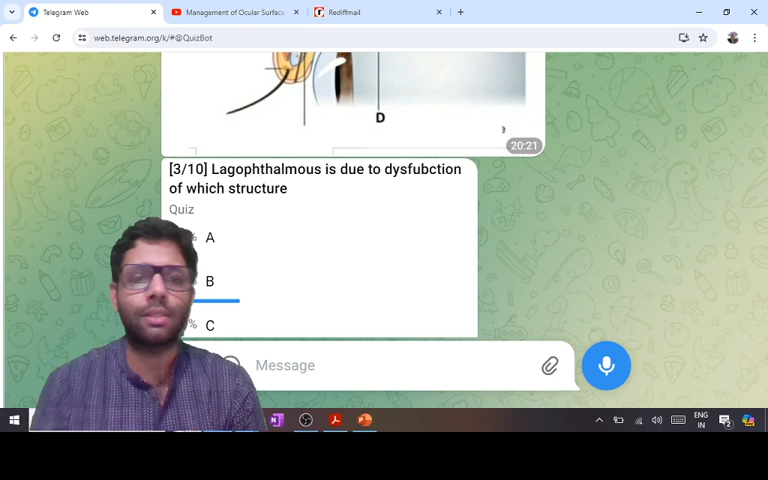 Telegram Web
Management of Ocular Surface
Rediffmail
web.telegram.org/k/#@QuizBot
D
20:21
[3/10] Lagophthalmous is due to dysfubction
of which structure
Quiz
% A
B
% C
Message
ENG
IN
2